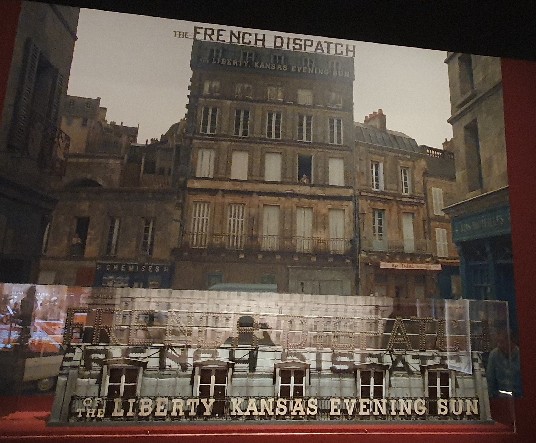 THE FRENCH DISPATCH
OF THE LIBERTY KANSAS EVENING SUN
CHEMISES
OF
THE LIBERTY KANSAS EVENING SUN